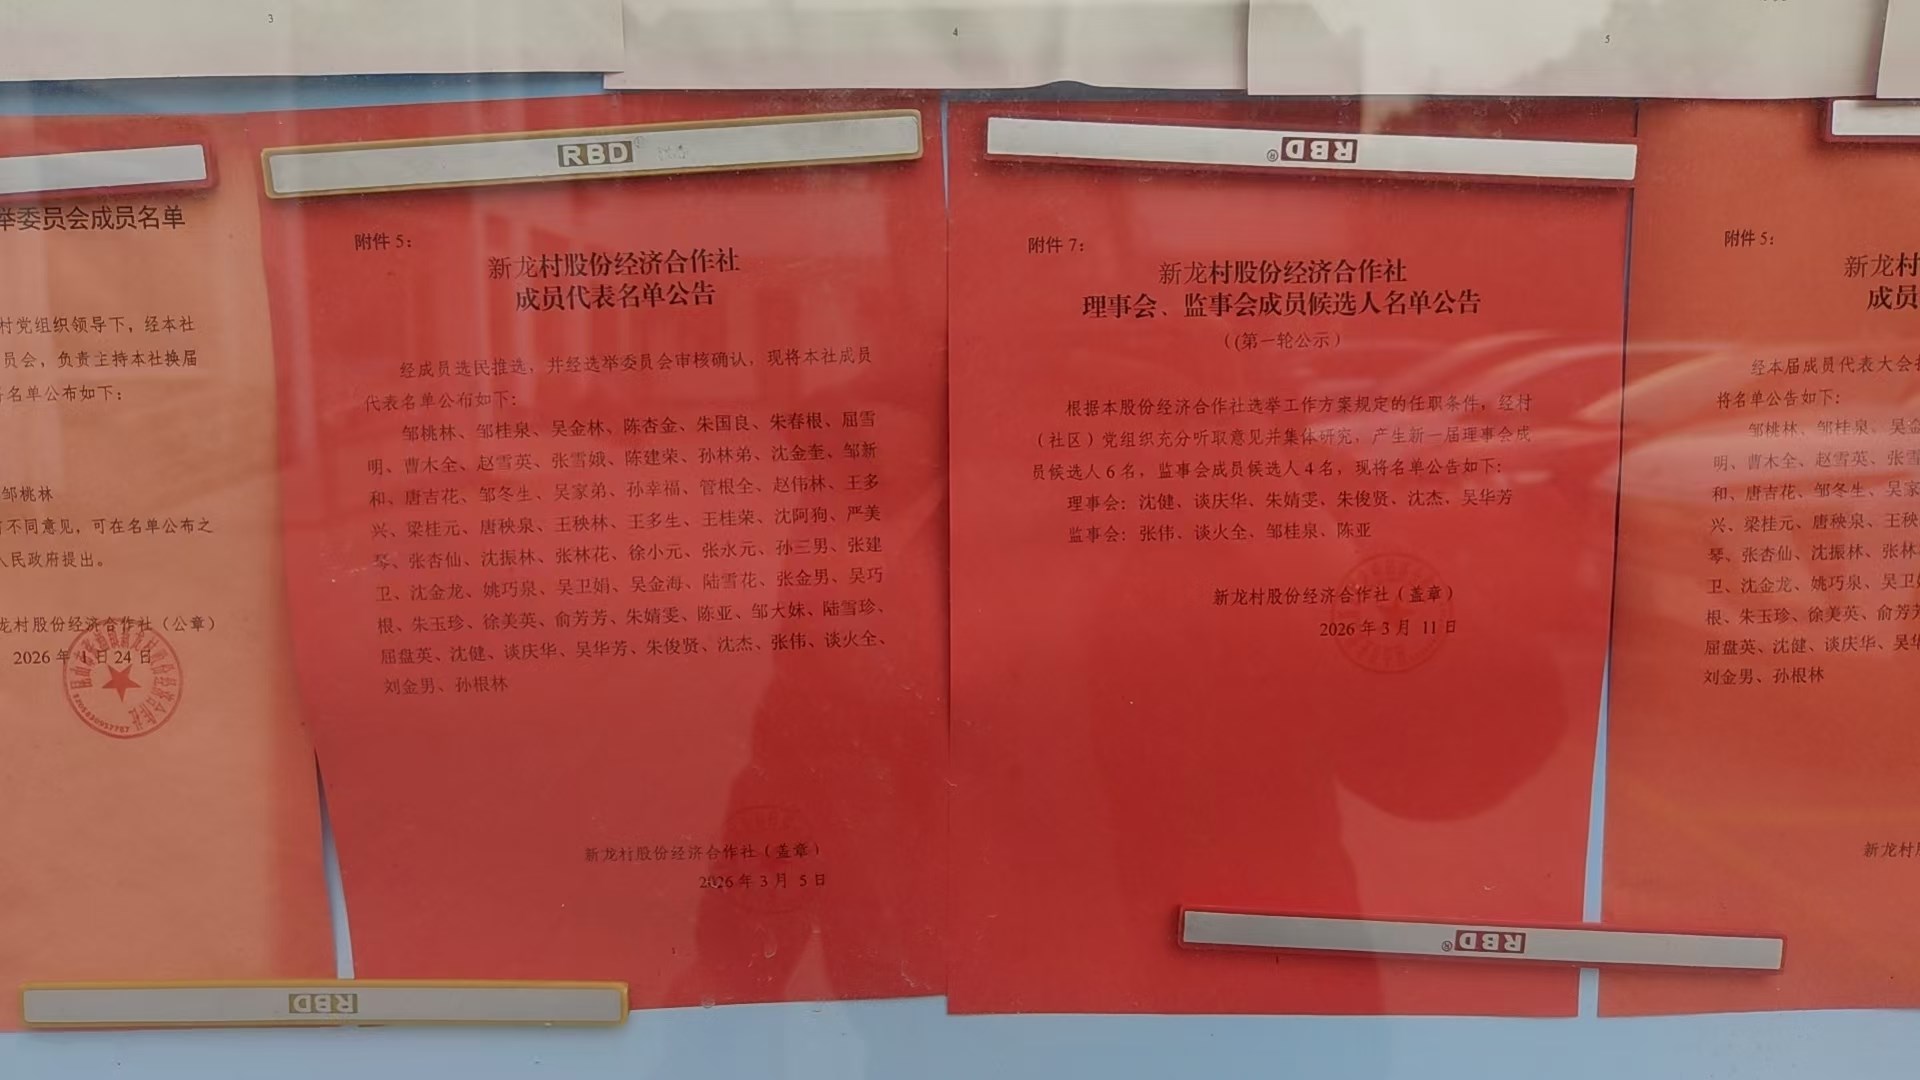 3
4
5
RBD
RBD
举委员会成员名单
村党组织领导下，经本社
员会，负责主持本社换届
名单公布如下：
邹桃林
不同意见，可在名单公布之
人民政府提出。
龙村股份经济合作社（公章）
2026 年 1 日 24 日
附件 5：
新龙村股份经济合作社
成员代表名单公告
经成员选民推选，并经选举委员会审核确认，现将本社成员
代表名单公布如下：
邹桃林、邹桂泉、吴金林、陈杏金、朱国良、朱春根、屈雪
明、曹木全、赵雪英、张雪娥、陈建荣、孙林弟、沈金奎、邹新
和、唐吉花、邹冬生、吴家弟、孙幸福、管根全、赵伟林、王多
兴、梁桂元、唐秧泉、王秧林、王多生、王桂荣、沈阿狗、严美
琴、张杏仙、沈振林、张林花、徐小元、张永元、孙三男、张建
卫、沈金龙、姚巧泉、吴卫娟、吴金海、陆雪花、张金男、吴巧
根、朱玉珍、徐美英、俞芳芳、朱婧雯、陈亚、邹大妹、陆雪珍、
屈盘英、沈健、谈庆华、吴华芳、朱俊贤、沈杰、张伟、谈火全、
刘金男、孙根林
新龙村股份经济合作社（盖章）
2026 年 3 月 5 日
附件 7：
新龙村股份经济合作社
理事会、监事会成员候选人名单公告
（(第一轮公示）
根据本股份经济合作社选举工作方案规定的任职条件，经村
（社区）党组织充分听取意见并集体研究，产生新一届理事会成
员候选人 6 名，监事会成员候选人 4 名，现将名单公告如下：
理事会：沈健、谈庆华、朱婧雯、朱俊贤、沈杰、吴华芳
监事会：张伟、谈火全、邹桂泉、陈亚
新龙村股份经济合作社（盖章）
2026 年 3 月 11 日
附件 5：
新龙村
成员
经本届成员代表大会
将名单公告如下：
邹桃林、邹桂泉、吴金
明、曹木全、赵雪英、张雪
和、唐吉花、邹冬生、吴家
兴、梁桂元、唐秧泉、王秧
琴、张杏仙、沈振林、张林
卫、沈金龙、姚巧泉、吴卫
根、朱玉珍、徐美英、俞芳芳
屈盘英、沈健、谈庆华、吴华
刘金男、孙根林
新龙村
RBD
RBD